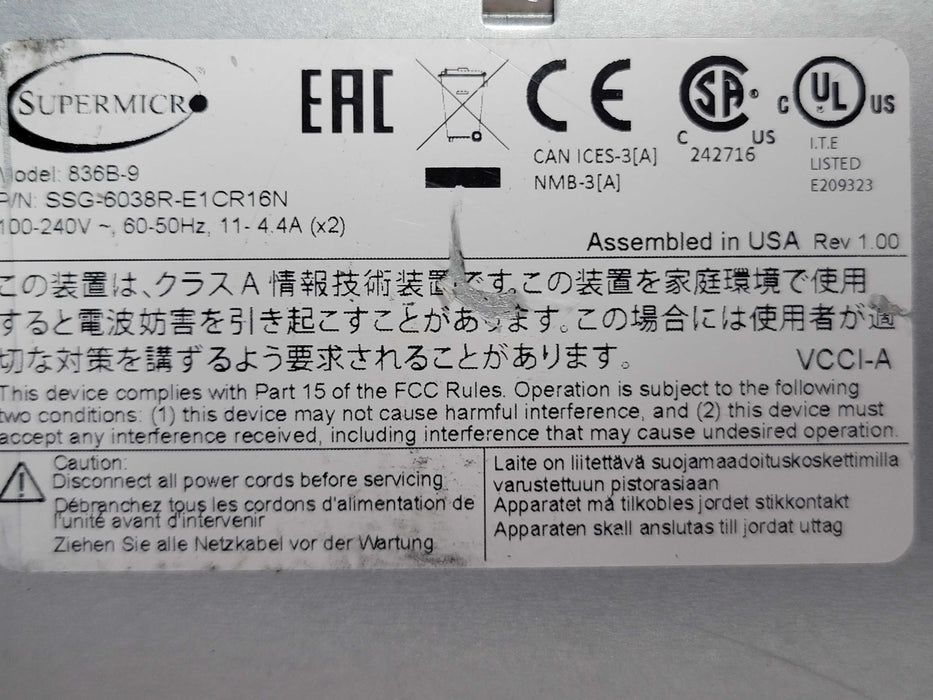 SUPERMICRO
EAC
CE
SA
C US
242716
C UL US
CAN ICES-3[A]
NMB-3[A]
I.T.E
LISTED
E209323
Model: 836B-9
P/N: SSG-6038R-E1CR16N
100-240V ~, 60-50Hz, 11- 4.4A (x2)
Assembled in USA Rev 1.00
この装置は、クラスA 情報技術装置です。この装置を家庭環境で使用
すると電波妨害を引き起こすことがあります。この場合には使用者が適
切な対策を講ずるよう要求されることがあります。 VCCI-A
This device complies with Part 15 of the FCC Rules. Operation is subject to the following
two conditions: (1) this device may not cause harmful interference, and (2) this device must
accept any interference received, including interference that may cause undesired operation.
Caution:
Disconnect all power cords before servicing
Débranchez tous les cordons d'alimentation de
l'unité avant d'intervenir
Ziehen Sie alle Netzkabel vor der Wartung
Laite on liitettävä suojamaadoituskoskettimilla
varustettuun pistorasiaan
Apparatet må tilkobles jordet stikkontakt
Apparaten skall anslutas till jordat uttag